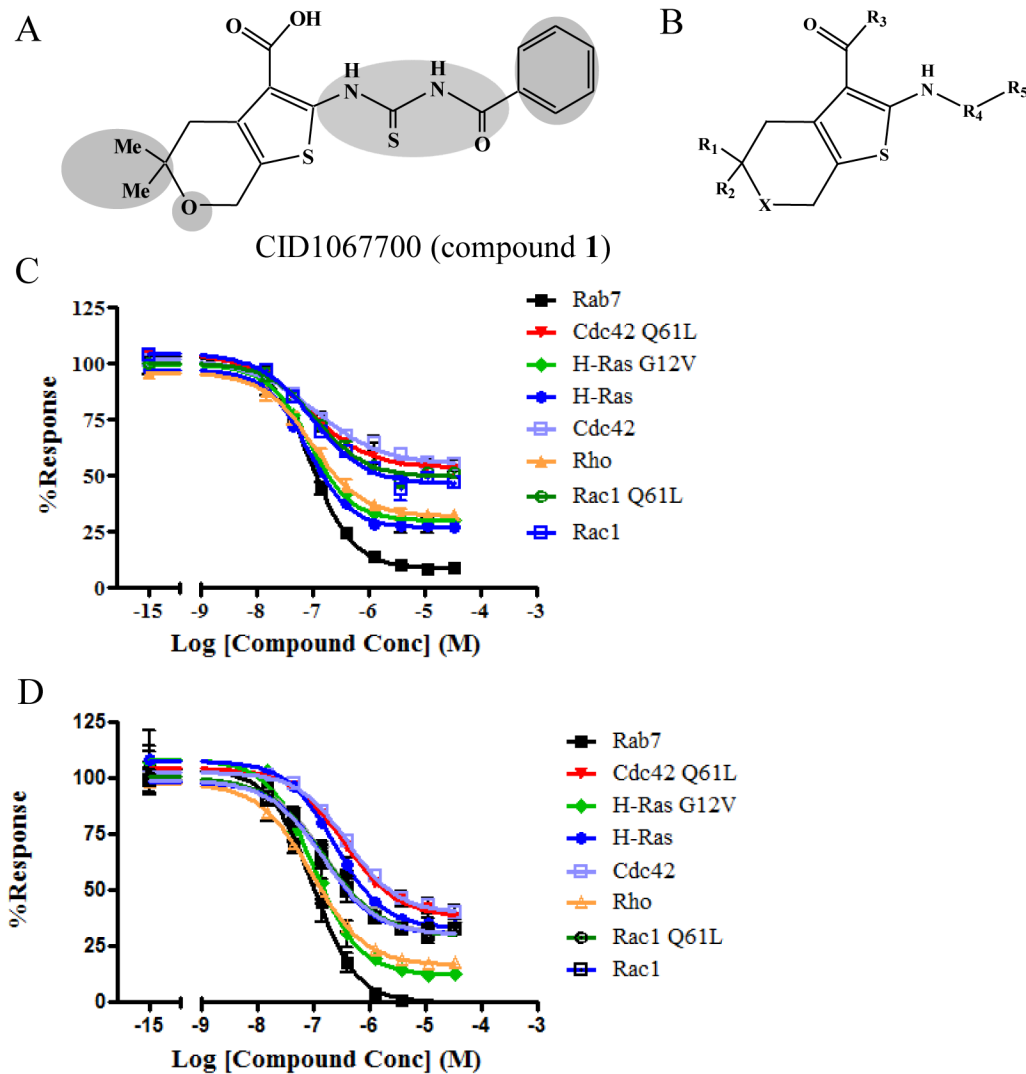 A
B
O
OH
H
N
S
H
N
O
S
Me
Me
O
CID1067700 (compound 1)
O
R3
H
N
R4
R5
S
R1
R2
X
C
%Response
125
100
75
50
25
0
-15
-9
-8
-7
-6
-5
-4
-3
Log [Compound Conc] (M)
Rab7
Cdc42 Q61L
H-Ras G12V
H-Ras
Cdc42
Rho
Rac1 Q61L
Rac1
D
%Response
125
100
75
50
25
0
-15
-9
-8
-7
-6
-5
-4
-3
Log [Compound Conc] (M)
Rab7
Cdc42 Q61L
H-Ras G12V
H-Ras
Cdc42
Rho
Rac1 Q61L
Rac1